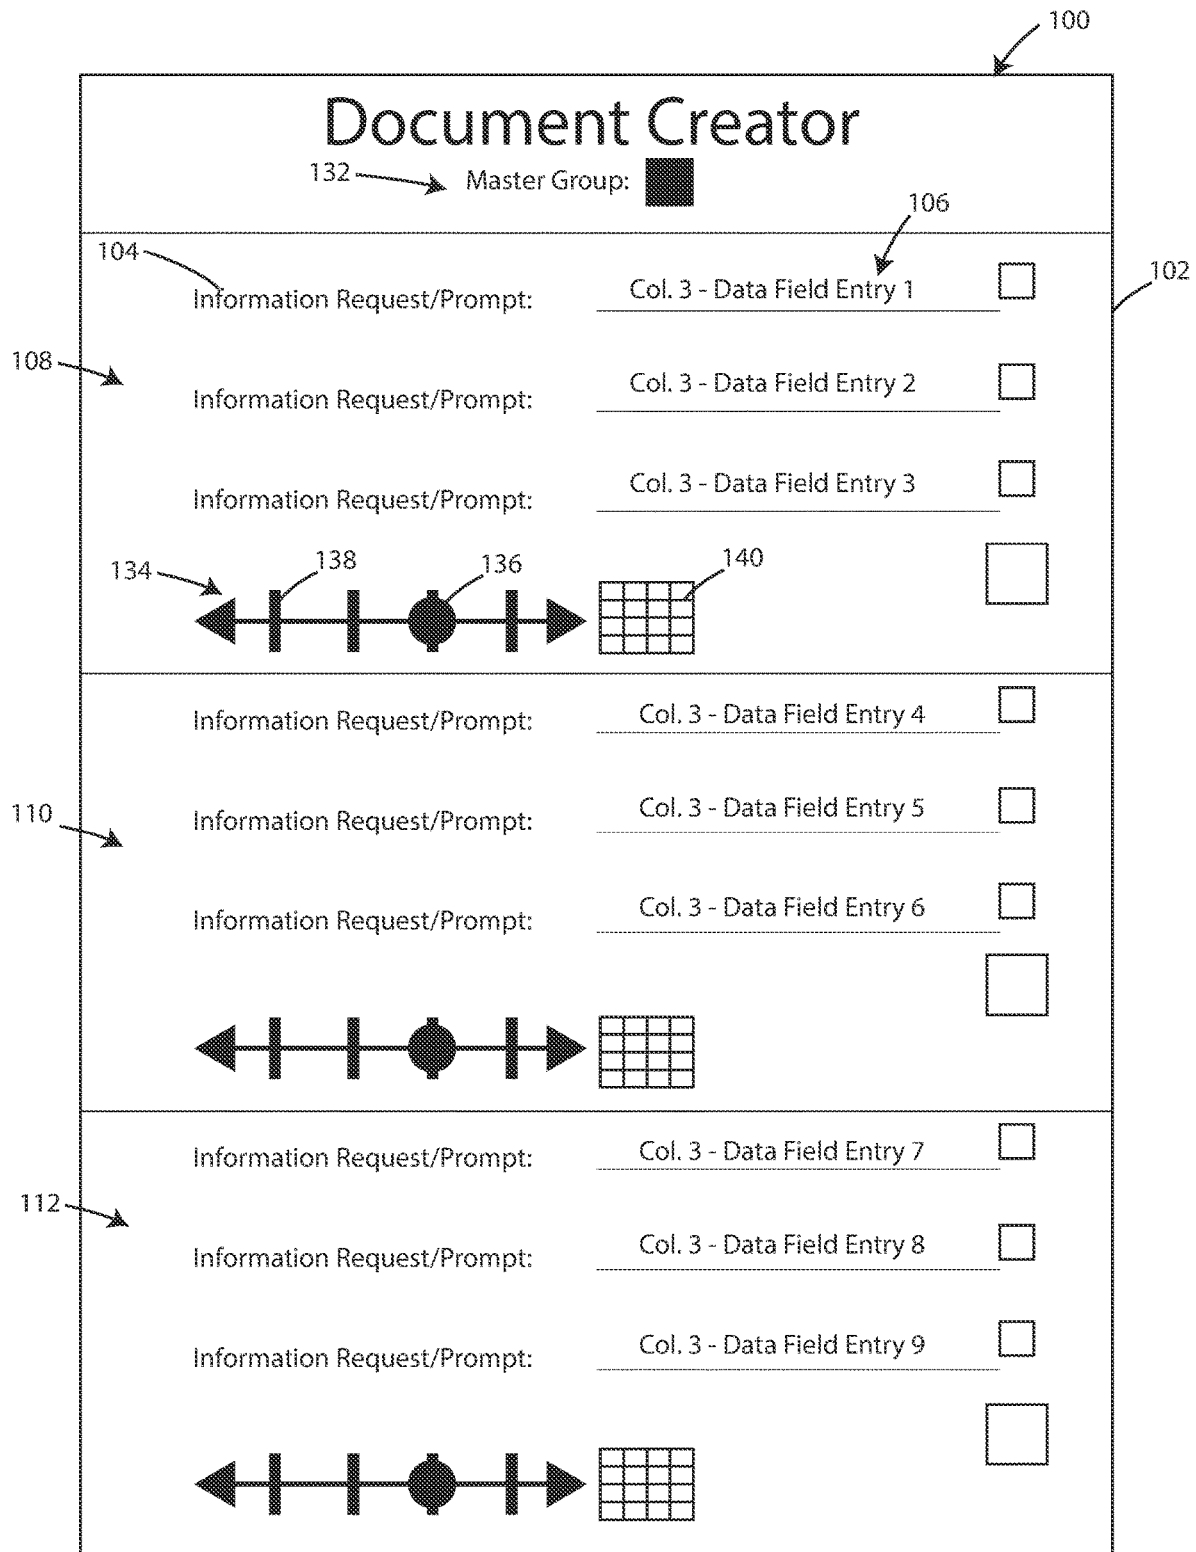 100
Document Creator
132 Master Group:
106
104
102
Information Request/Prompt: Col. 3 - Data Field Entry 1
108
Information Request/Prompt: Col. 3 - Data Field Entry 2
Information Request/Prompt: Col. 3 - Data Field Entry 3
134 138 136 140
Information Request/Prompt: Col. 3 - Data Field Entry 4
110
Information Request/Prompt: Col. 3 - Data Field Entry 5
Information Request/Prompt: Col. 3 - Data Field Entry 6
Information Request/Prompt: Col. 3 - Data Field Entry 7
112
Information Request/Prompt: Col. 3 - Data Field Entry 8
Information Request/Prompt: Col. 3 - Data Field Entry 9